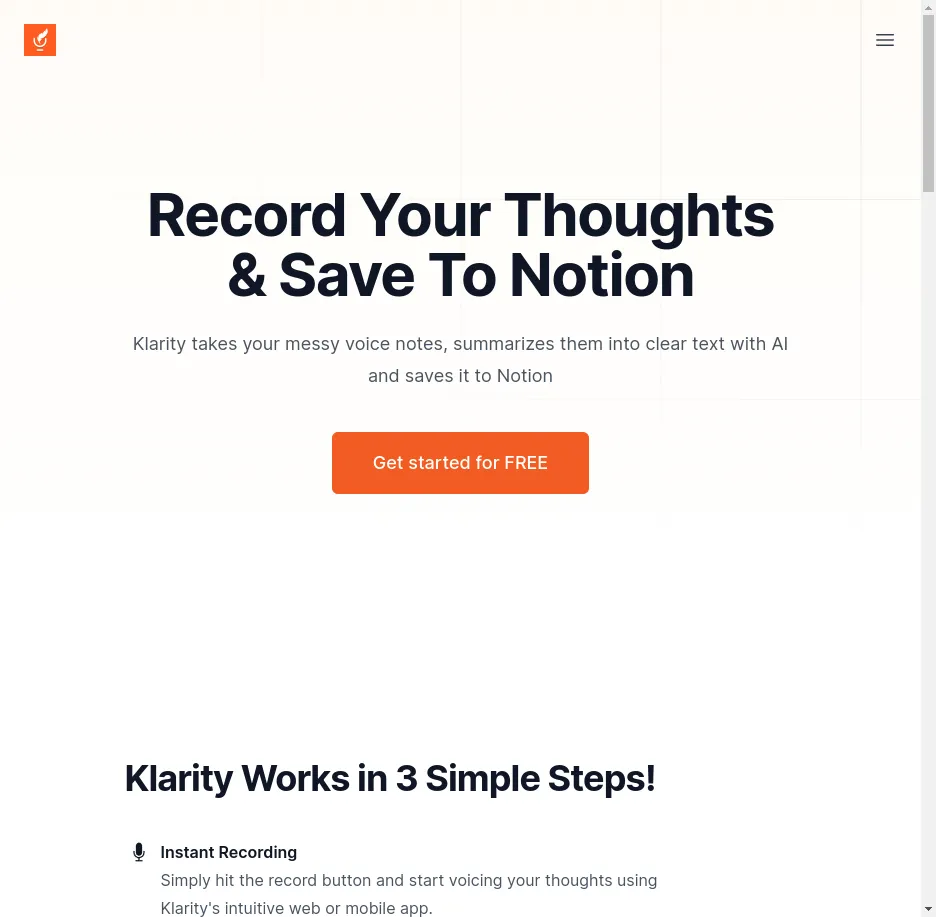 Record Your Thoughts
& Save To Notion
Klarity takes your messy voice notes, summarizes them into clear text with AI
and saves it to Notion
Get started for FREE
Klarity Works in 3 Simple Steps!
Instant Recording
Simply hit the record button and start voicing your thoughts using
Klarity's intuitive web or mobile app.